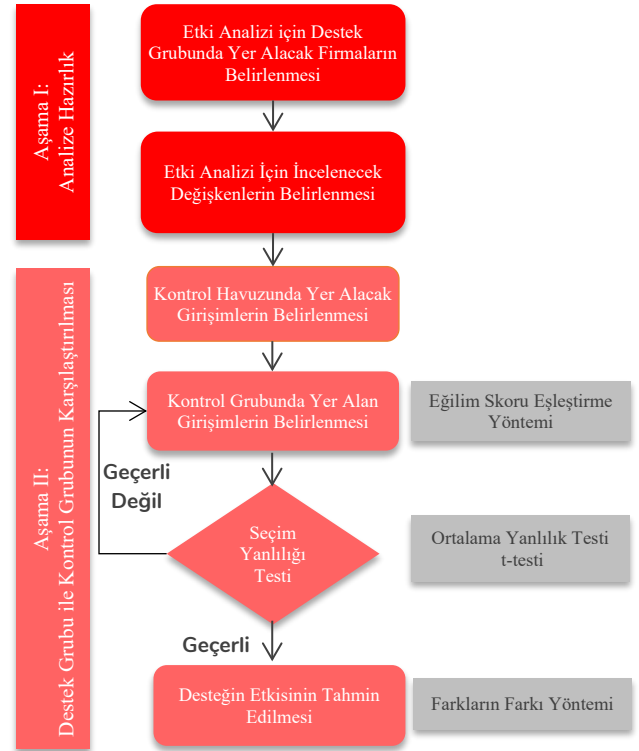 Aşama I:
Analize Hazırlık
Etki Analizi için Destek
Grubunda Yer Alacak Firmaların
Belirlenmesi
Etki Analizi İçin İncelenecek
Değişkenlerin Belirlenmesi
Aşama II:
Destek Grubu ile Kontrol Grubunun Karşılaştırılması
Kontrol Havuzunda Yer Alacak
Girişimlerin Belirlenmesi
Kontrol Grubunda Yer Alan
Girişimlerin Belirlenmesi
Eğilim Skoru Eşleştirme
Yöntemi
Geçerli
Değil
Seçim
Yanlılığı
Testi
Ortalama Yanlılık Testi
t-testi
Geçerli
Desteğin Etkisinin Tahmin
Edilmesi
Farkların Farkı Yöntemi